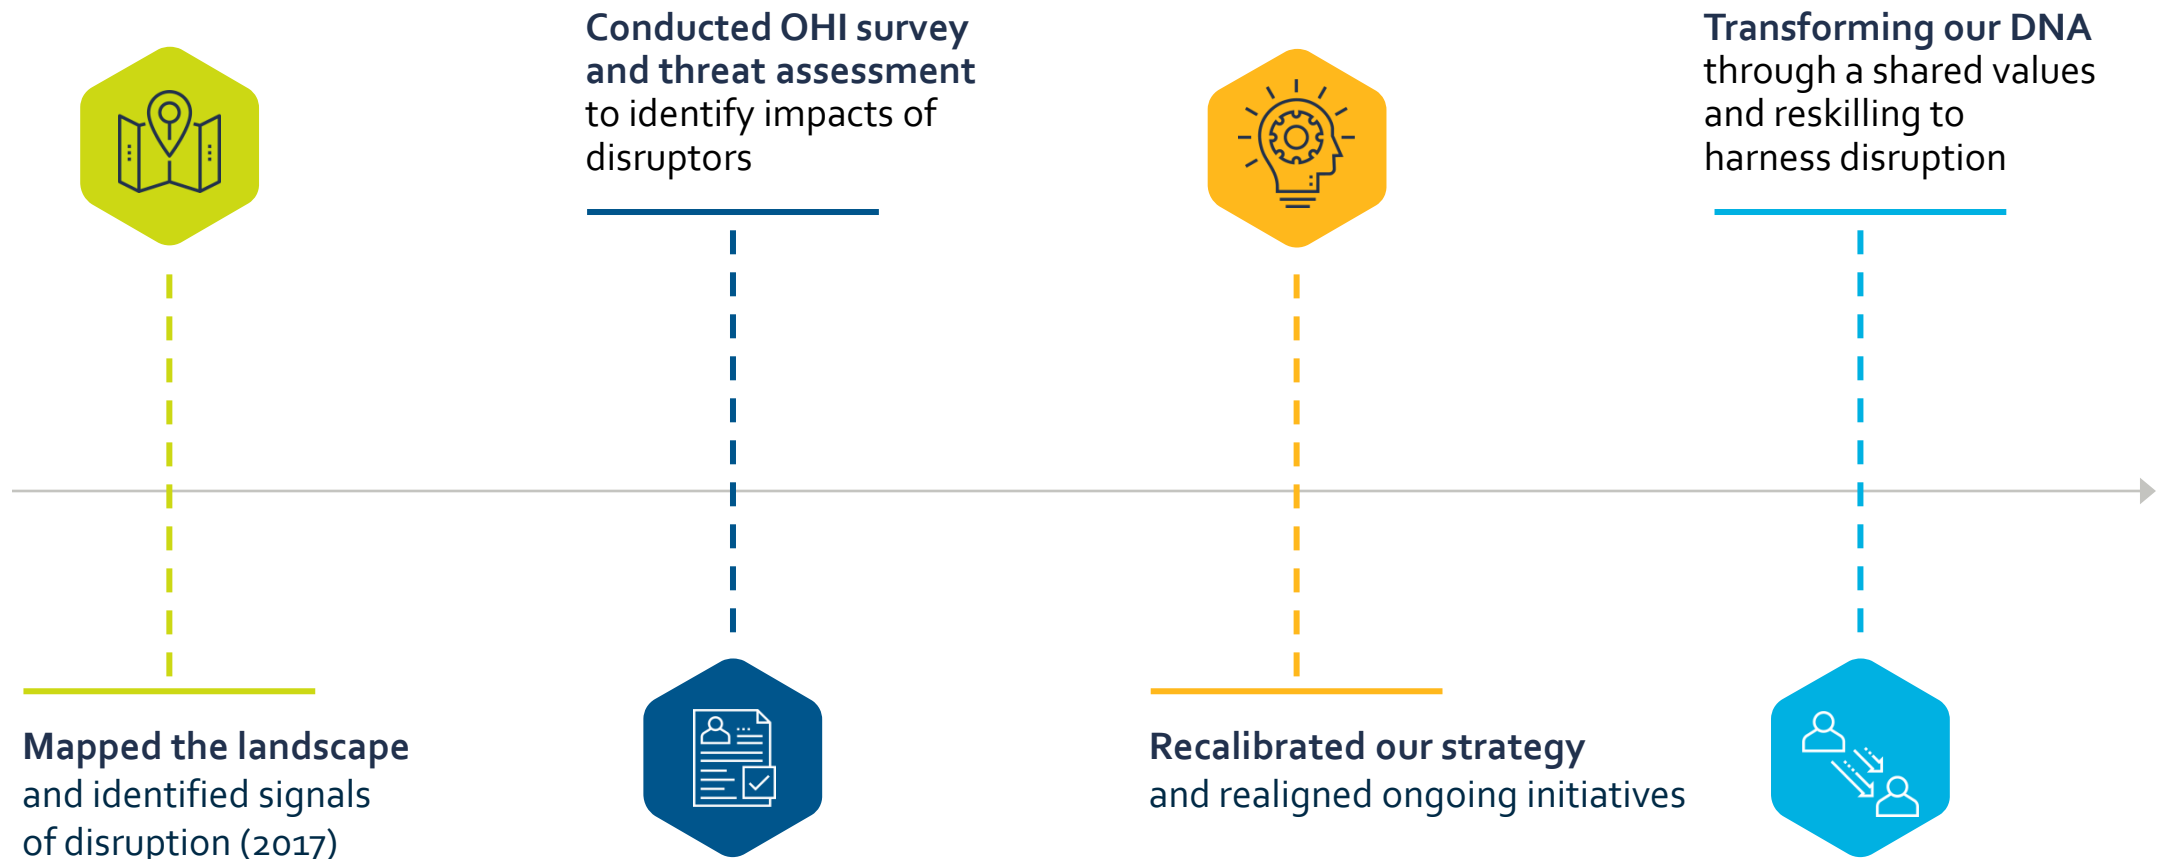 Mapped the landscape
and identified signals
of disruption (2017)
Conducted OHI survey
and threat assessment
to identify impacts of
disruptors
Recalibrated our strategy
and realigned ongoing initiatives
Transforming our DNA
through a shared values
and reskilling to
harness disruption